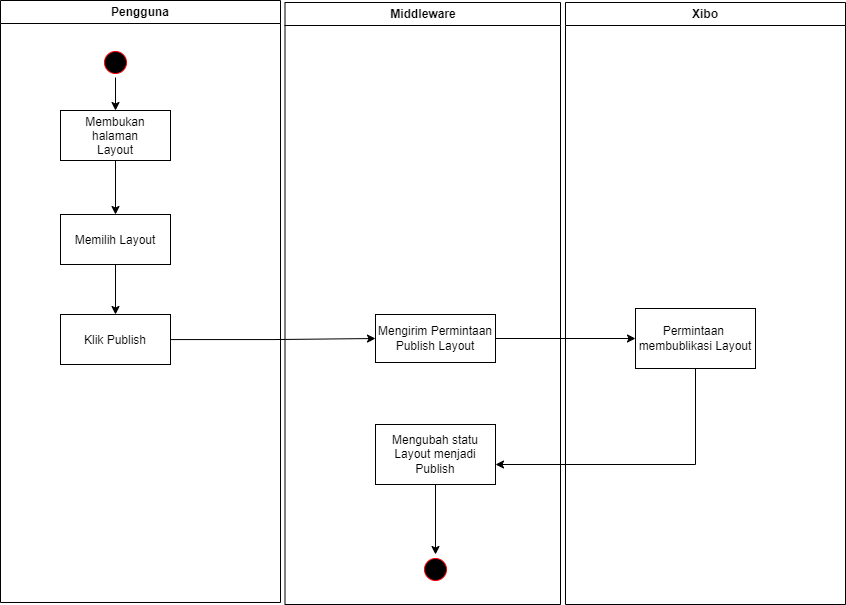 Pengguna
Middleware
Xibo
Membukan
halaman
Layout
Memilih Layout
Klik Publish
Mengirim Permintaan
Publish Layout
Permintaan
membublikasi Layout
Mengubah statu
Layout menjadi
Publish